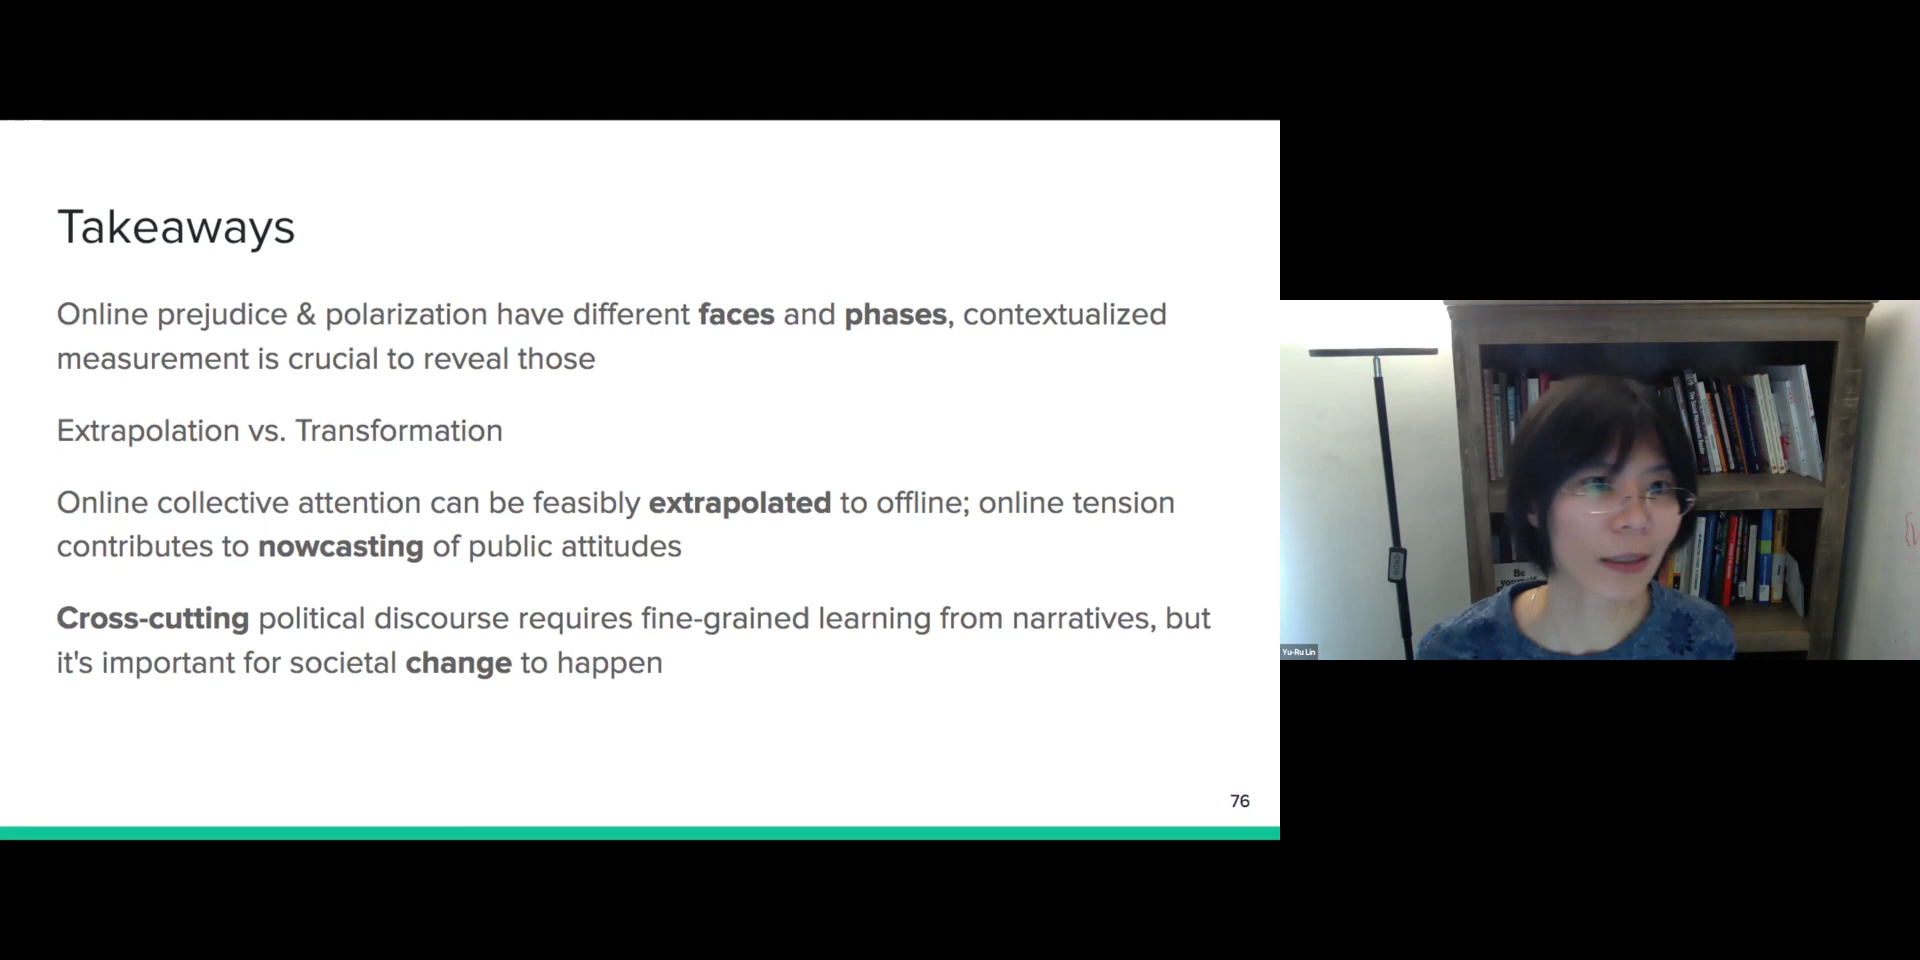 Takeaways
Online prejudice & polarization have different faces and phases, contextualized
measurement is crucial to reveal those
Extrapolation vs. Transformation
Online collective attention can be feasibly extrapolated to offline; online tension
contributes to nowcasting of public attitudes
Cross-cutting political discourse requires fine-grained learning from narratives, but
it's important for societal change to happen
76
Be
Yu-Ru Lin